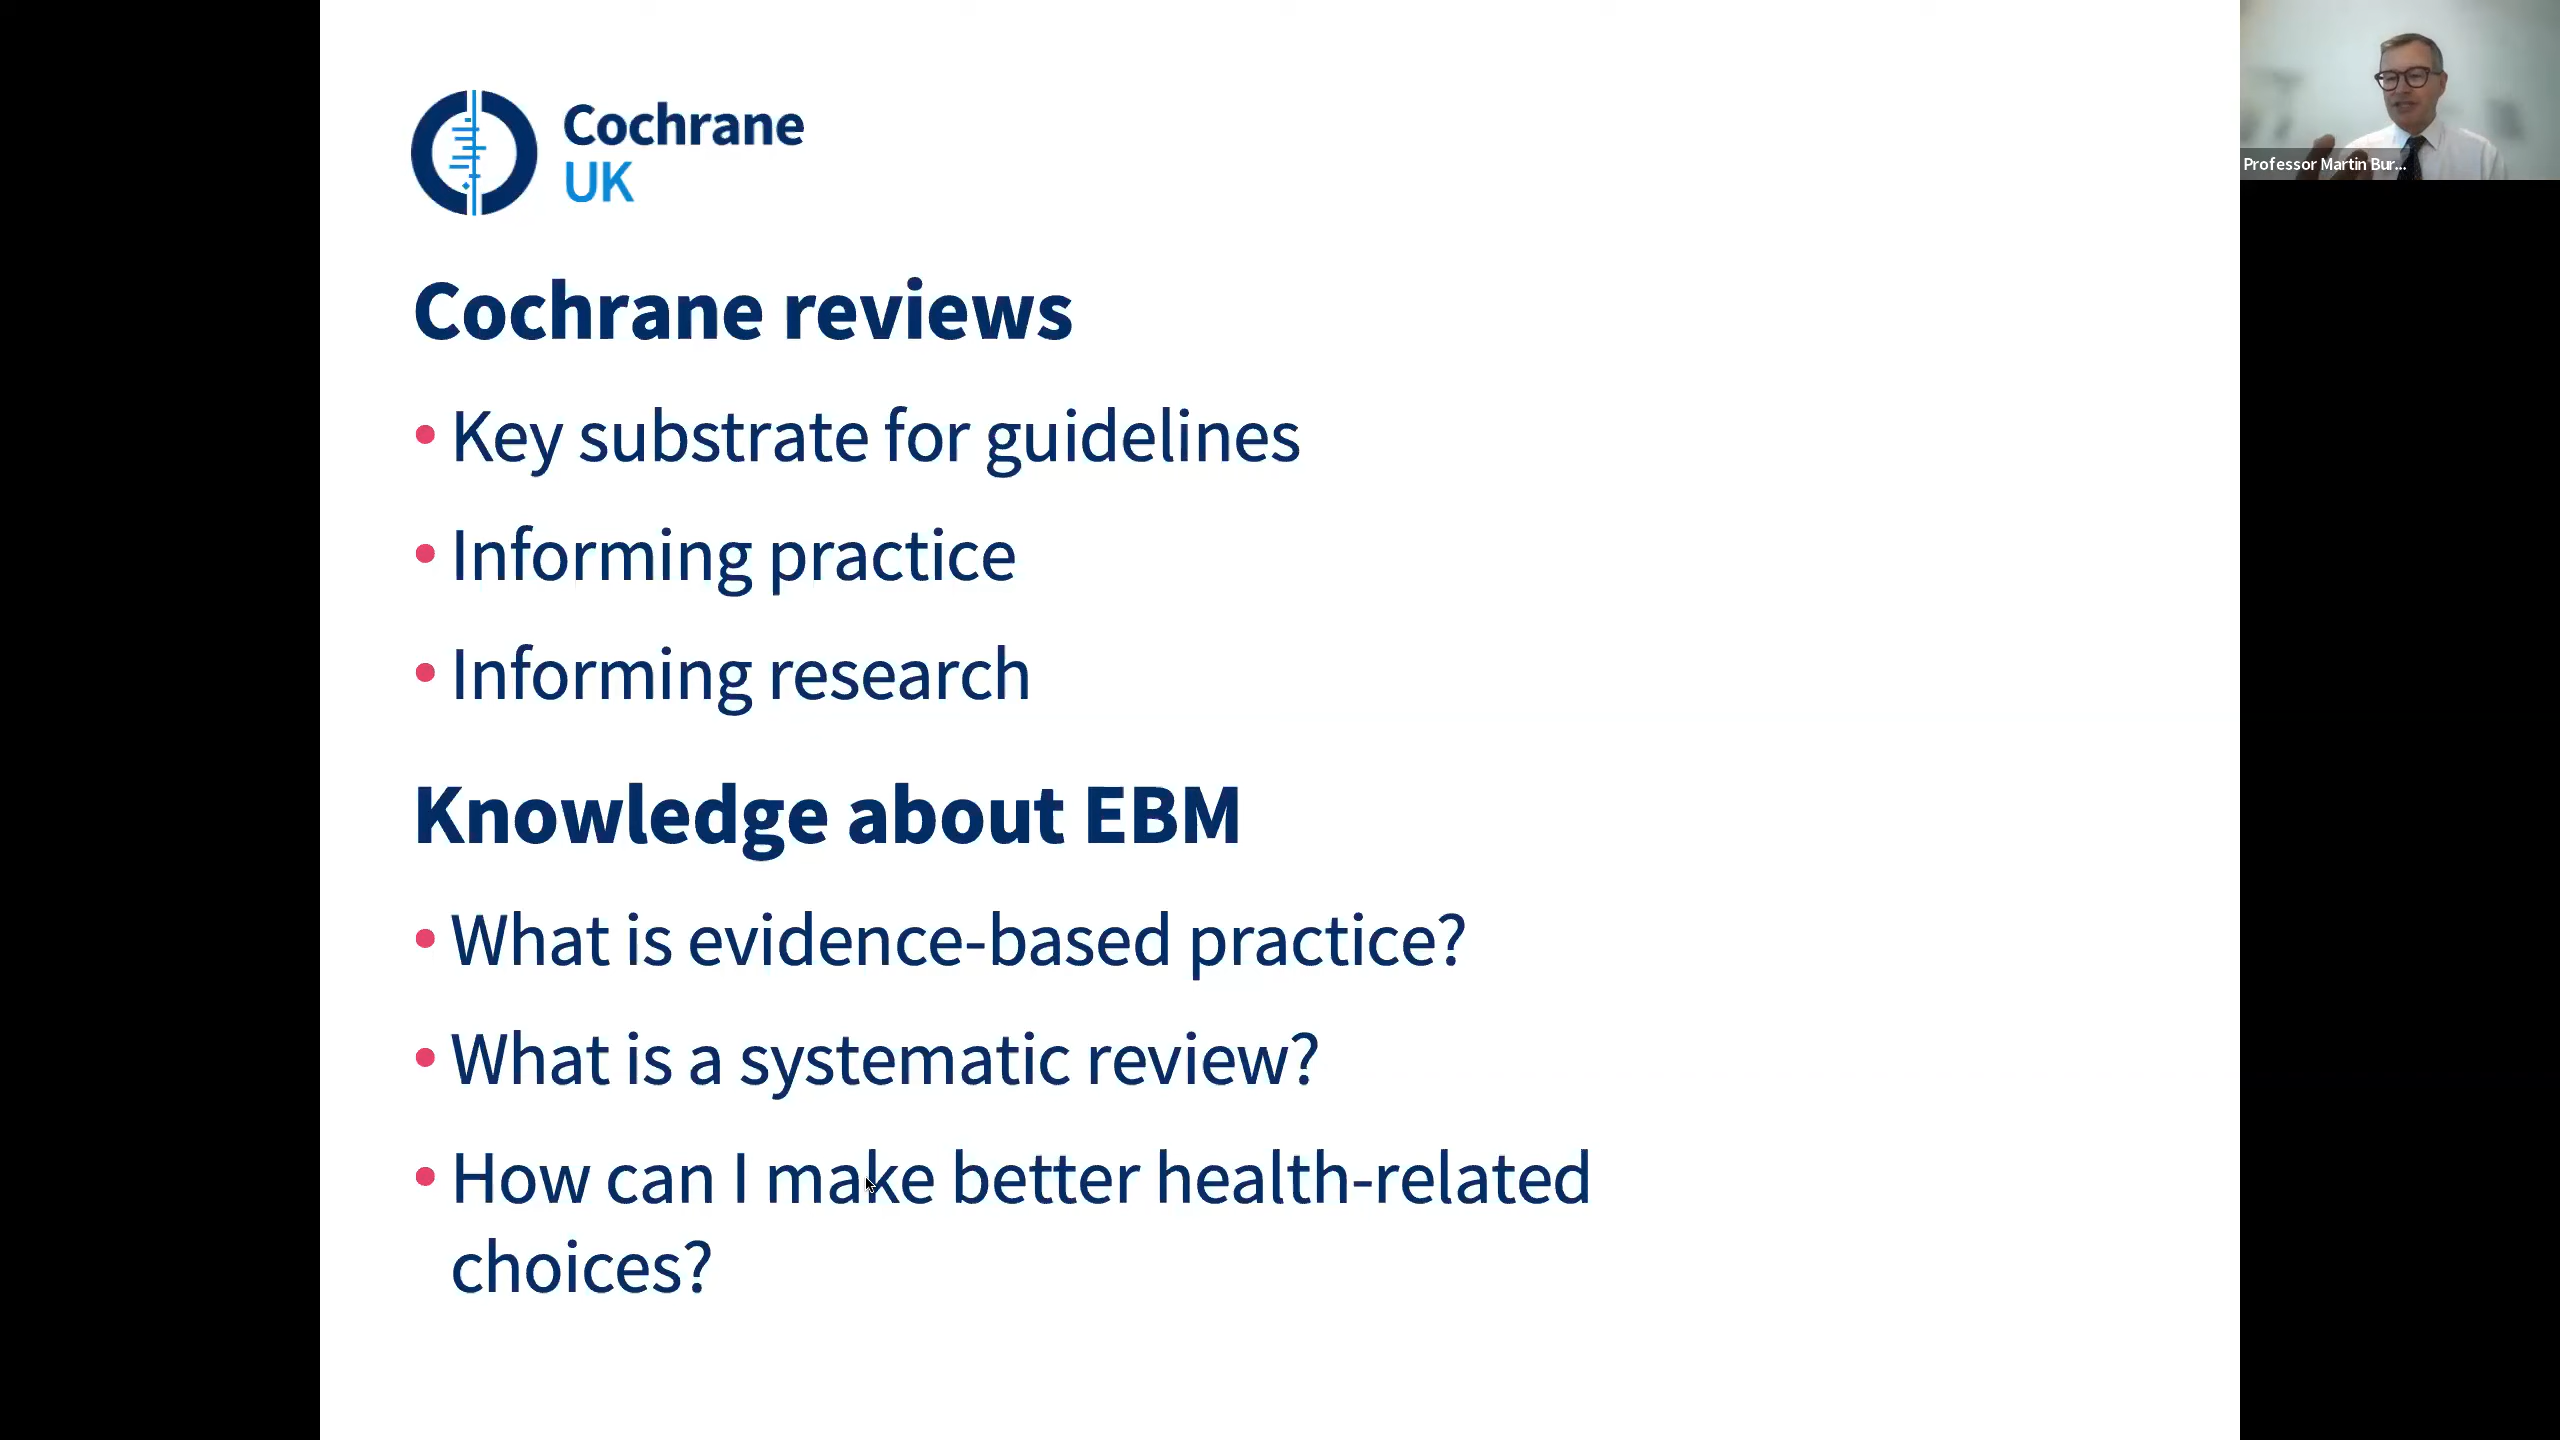 Cochrane
UK
Professor Martin Bur...
Cochrane reviews
• Key substrate for guidelines
• Informing practice
• Informing research
Knowledge about EBM
• What is evidence-based practice?
• What is a systematic review?
• How can I make better health-related
choices?